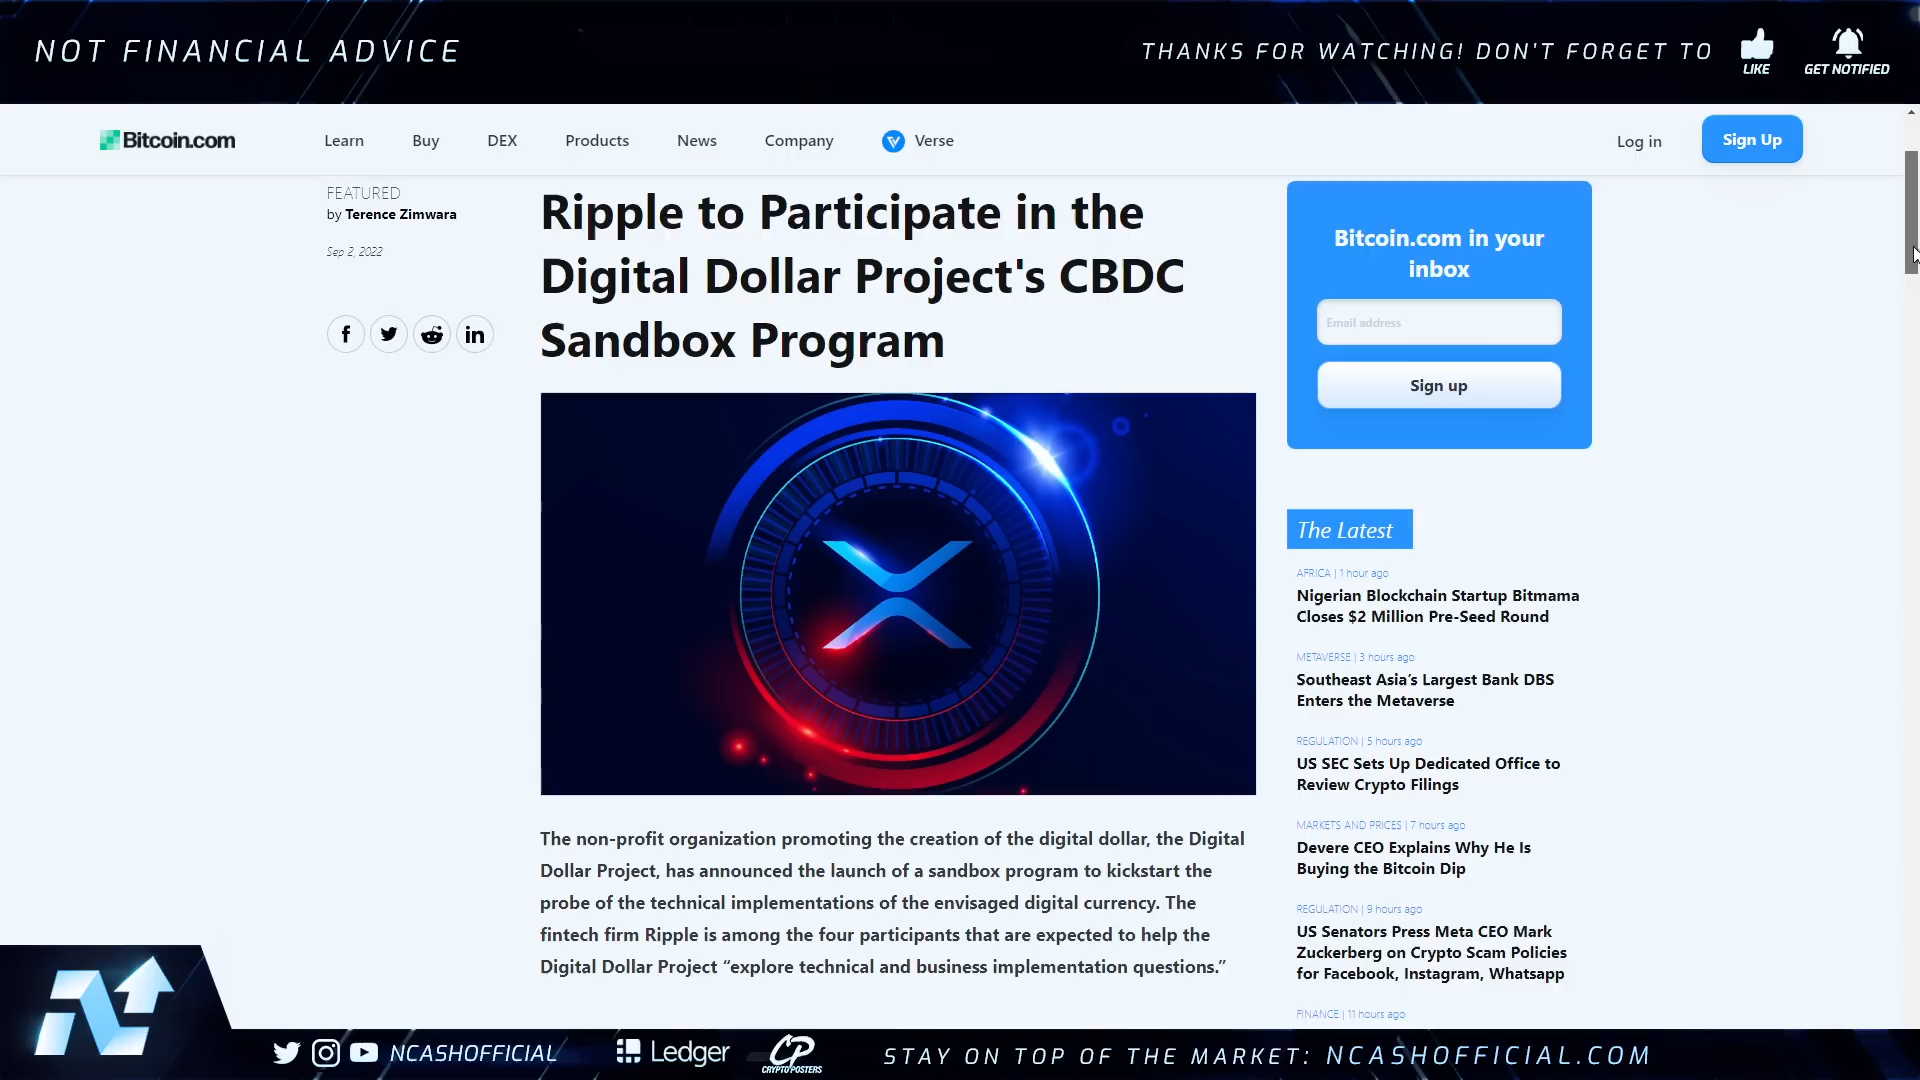 NOT FINANCIAL ADVICE
THANKS FOR WATCHING! DON'T FORGET TO
LIKE
GET NOTIFIED
Bitcoin.com
Learn
Buy
DEX
Products
News
Company
Verse
Log in
Sign Up
FEATURED
by Terence Zimwara
Sep 2, 2022
Ripple to Participate in the
Digital Dollar Project's CBDC
Sandbox Program
The non-profit organization promoting the creation of the digital dollar, the Digital
Dollar Project, has announced the launch of a sandbox program to kickstart the
probe of the technical implementations of the envisaged digital currency. The
fintech firm Ripple is among the four participants that are expected to help the
Digital Dollar Project “explore technical and business implementation questions.”
Bitcoin.com in your
inbox
Email address
Sign up
The Latest
AFRICA | 1 hour ago
Nigerian Blockchain Startup Bitmama
Closes $2 Million Pre-Seed Round
METAVERSE | 3 hours ago
Southeast Asia’s Largest Bank DBS
Enters the Metaverse
REGULATION | 5 hours ago
US SEC Sets Up Dedicated Office to
Review Crypto Filings
MARKETS AND PRICES | 7 hours ago
Devere CEO Explains Why He Is
Buying the Bitcoin Dip
REGULATION | 9 hours ago
US Senators Press Meta CEO Mark
Zuckerberg on Crypto Scam Policies
for Facebook, Instagram, Whatsapp
FINANCE | 11 hours ago
NCASHOFFICIAL
Ledger
CP
CRYPTOPOSTERS
STAY ON TOP OF THE MARKET: NCASHOFFICIAL.COM